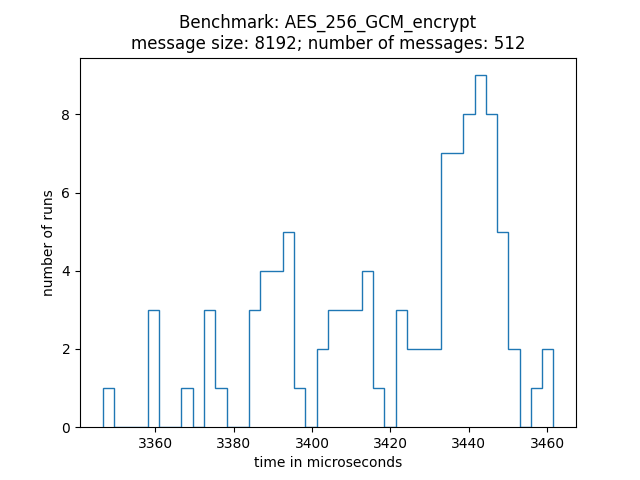 Benchmark: AES_256_GCM_encrypt
message size: 8192; number of messages: 512
8
6
4
2
0
number of runs
3360 3380 3400 3420 3440 3460
time in microseconds